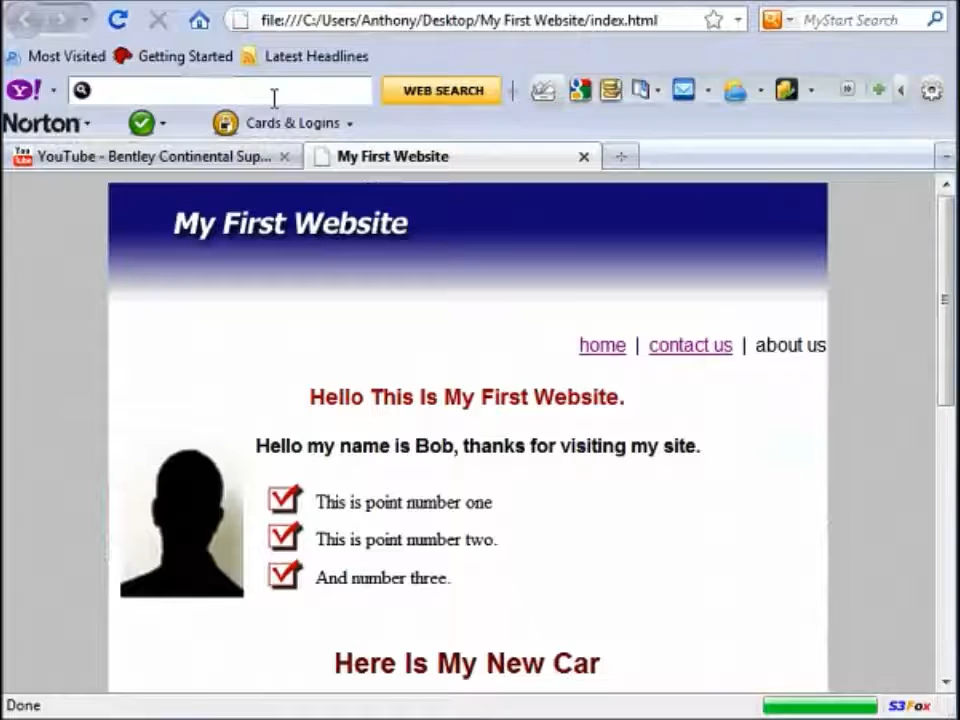 file:///C:/Users/Anthony/Desktop/My First Website/index.html
MyStart Search
Most Visited Getting Started Latest Headlines
Y! WEB SEARCH
Norton Cards & Logins
You Tube YouTube - Bentley Continental Sup... My First Website
My First Website
home | contact us | about us
Hello This Is My First Website.
Hello my name is Bob, thanks for visiting my site.
This is point number one
This is point number two.
And number three.
Here Is My New Car
Done S3Fox